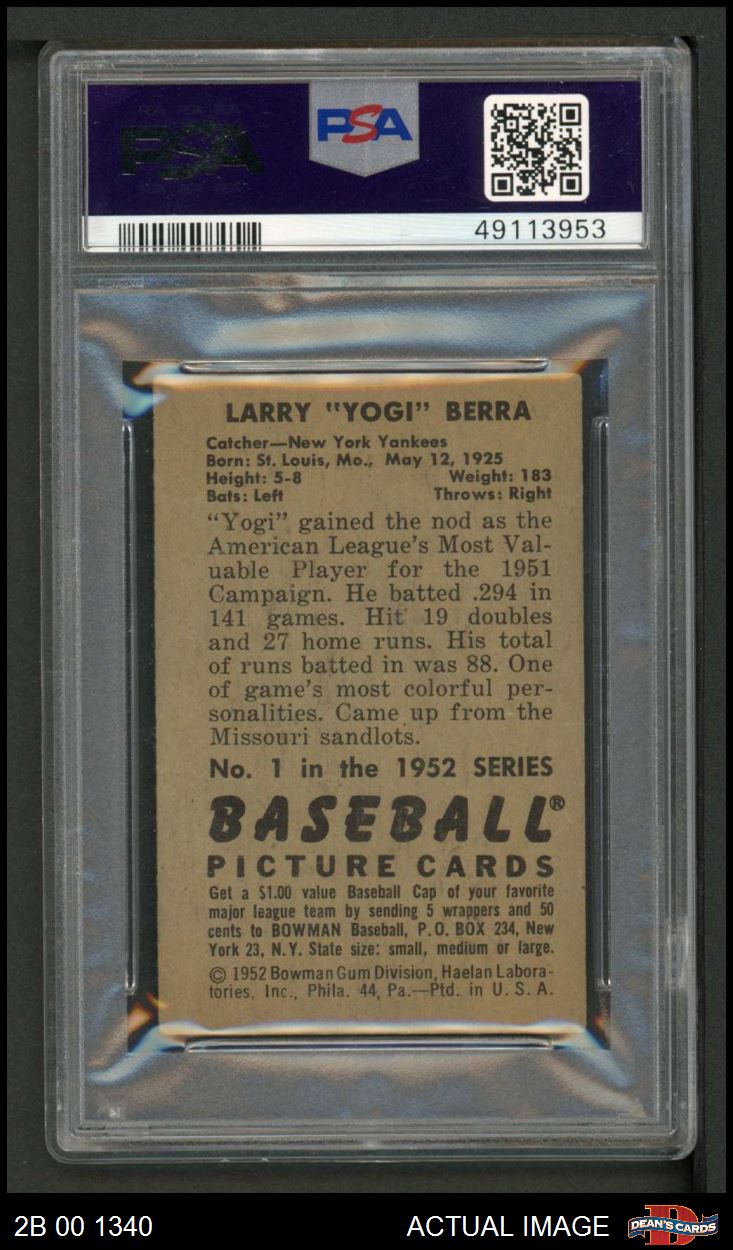 PSA
PSA
49113953
LARRY "YOGI" BERRA
Catcher—New York Yankees
Born: St. Louis, Mo., May 12, 1925
Height: 5-8 Weight: 183
Bats: Left Throws: Right
"Yogi" gained the nod as the
American League's Most Val-
uable Player for the 1951
Campaign. He batted .294 in
141 games. Hit 19 doubles
and 27 home runs. His total
of runs batted in was 88. One
of game's most colorful per-
sonalities. Came up from the
Missouri sandlots.
No. 1 in the 1952 SERIES
BASEBALL®
PICTURE CARDS
Get a $1.00 value Baseball Cap of your favorite
major league team by sending 5 wrappers and 50
cents to BOWMAN Baseball, P.O. BOX 234, New
York 23, N.Y. State size: small, medium or large.
© 1952 Bowman Gum Division, Haelan Labora-
tories, Inc., Phila. 44, Pa.—Ptd. in U. S. A.
2B 00 1340
ACTUAL IMAGE
DEAN'S CARDS